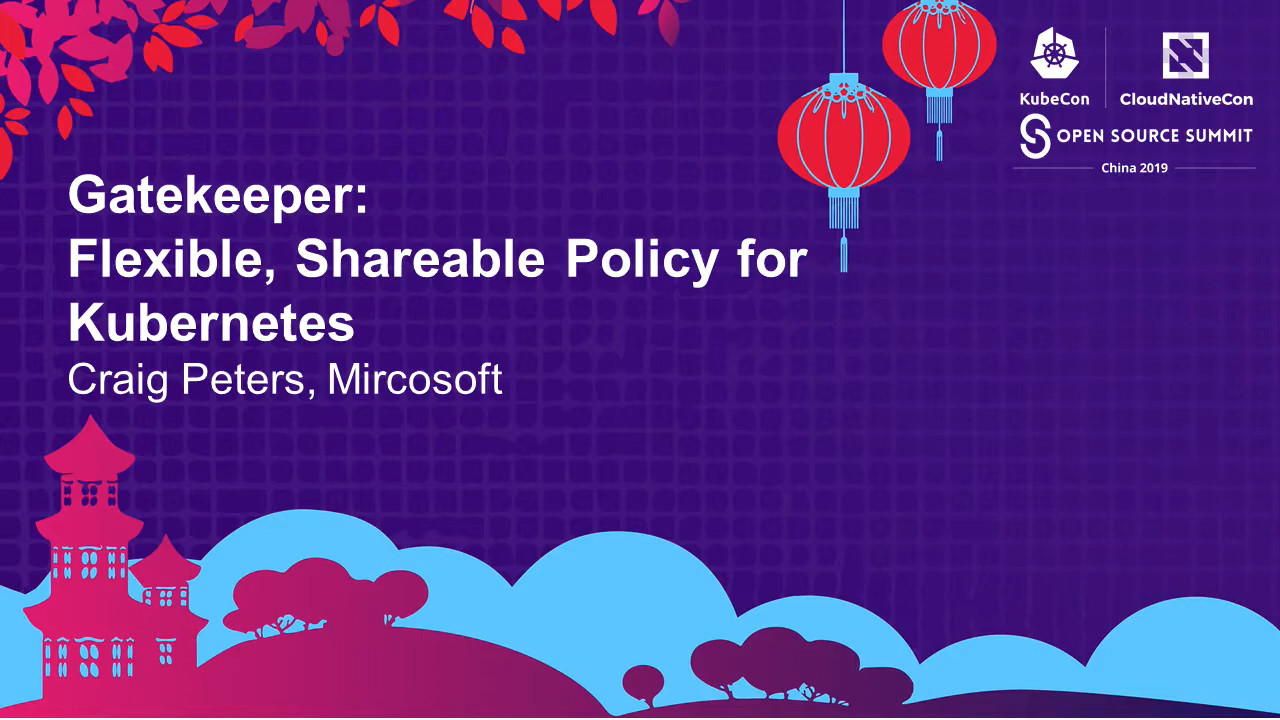 KubeCon
CloudNativeCon
OPEN SOURCE SUMMIT
China 2019
Gatekeeper:
Flexible, Shareable Policy for
Kubernetes
Craig Peters, Mircosoft